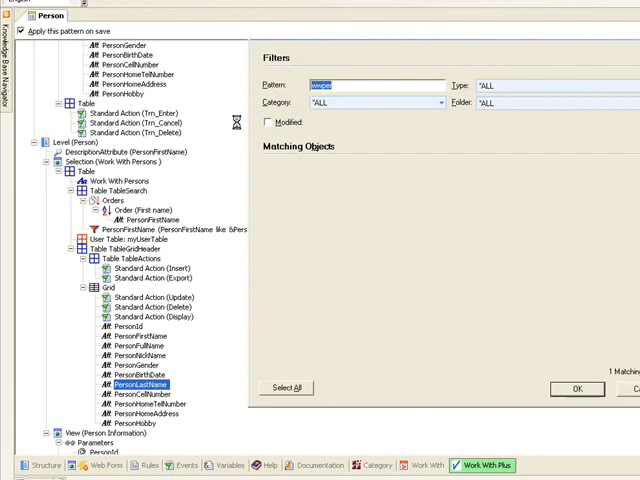 English
Person
Apply this pattern on save
Knowledge Base Navigator
PersonGender
PersonBirthDate
PersonCellNumber
PersonHomeTelNumber
PersonHomeAddress
PersonHobby
Table
Standard Action (Trn_Enter)
Standard Action (Trn_Cancel)
Standard Action (Trn_Delete)
Level (Person)
DescriptionAttribute (PersonFirstName)
Selection (Work With Persons )
Table
Work With Persons
Table TableSearch
Orders
Order (First name)
PersonFirstName
PersonFirstName (PersonFirstName like &Pers
User Table: myUserTable
Table TableGridHeader
Table TableActions
Standard Action (Insert)
Standard Action (Export)
Grid
Standard Action (Update)
Standard Action (Delete)
Standard Action (Display)
PersonId
PersonFirstName
PersonFullName
PersonNickName
PersonGender
PersonBirthDate
PersonLastName
PersonCellNumber
PersonHomeTelNumber
PersonHomeAddress
PersonHobby
View (Person Information)
Parameters
PersonId
Filters
Pattern: wwper Type: *ALL
Category: *ALL Folder: *ALL
Modified:
Matching Objects
1 Matching
Select All OK Ca
Structure Web Form Rules Events Variables Help Documentation Category Work With Work With Plus